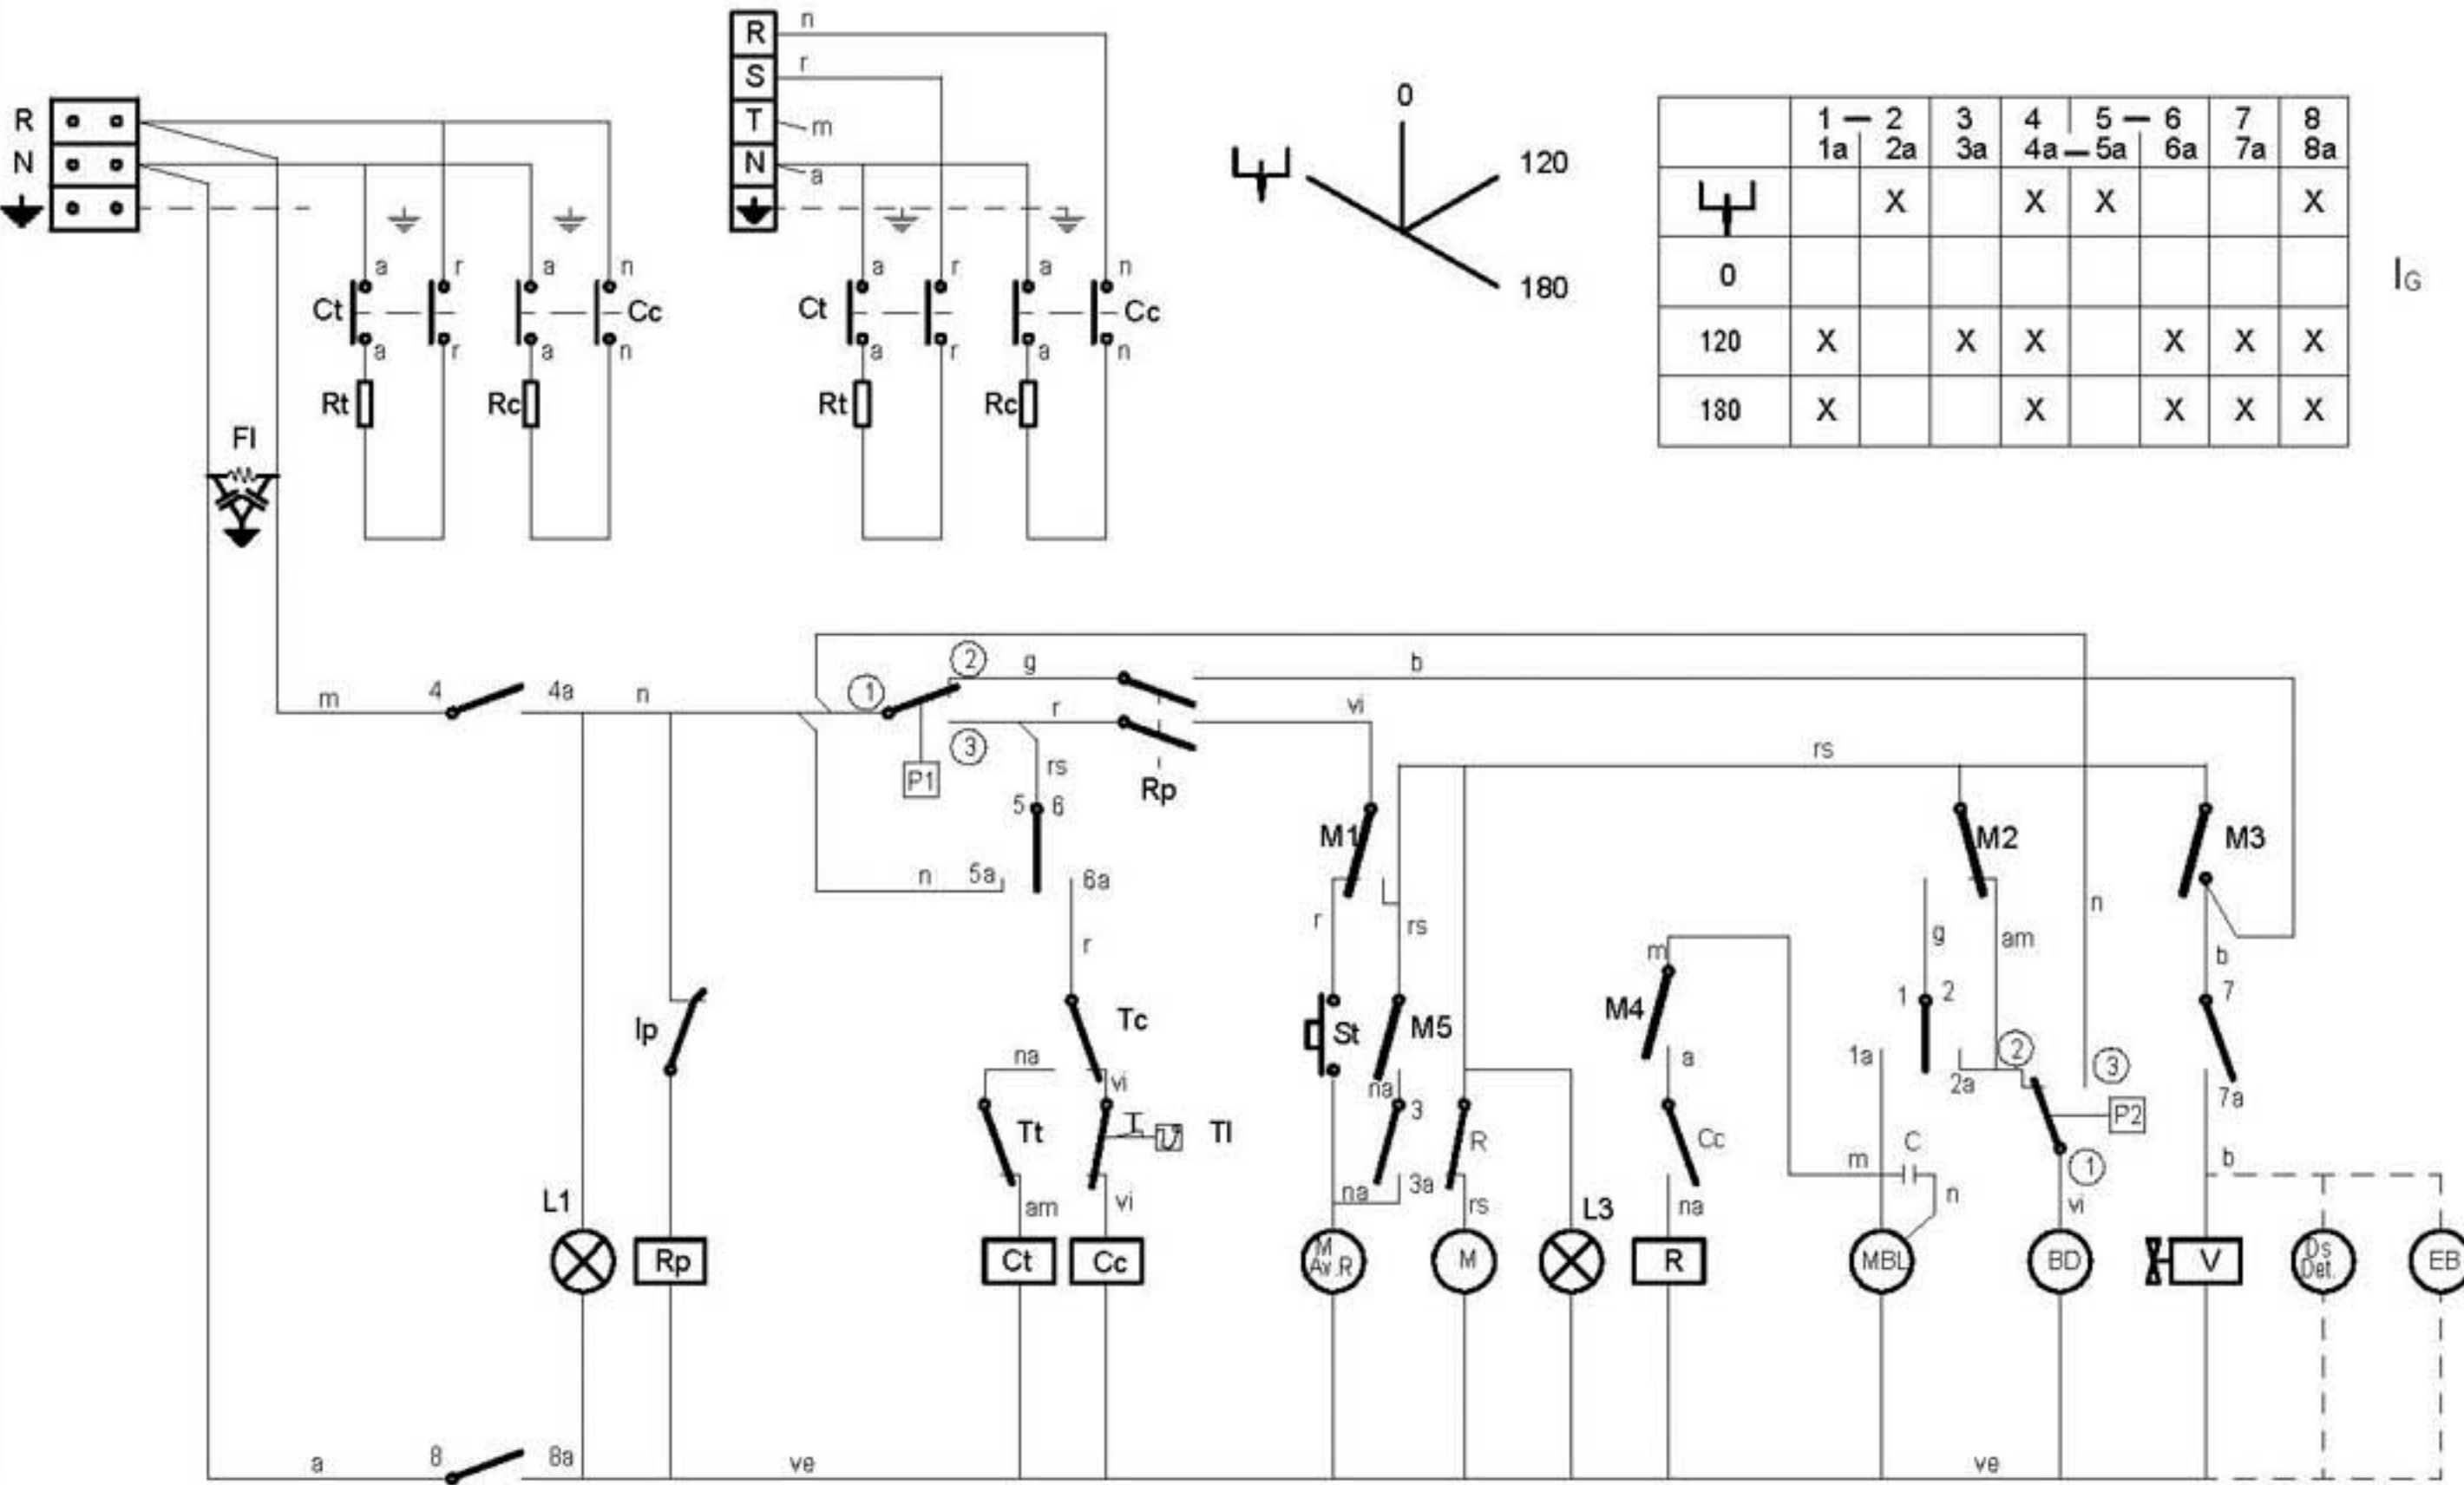 R
N
R n
S r
T m
N a
0
120
180
1 — 2 3 4 5 — 6 7 8
1a 2a 3a 4a — 5a 6a 7a 8a
X X X X
0
120 X X X X X X
180 X X X X X
IG
a r a n
Ct Cc
a r a n
Rt Rc
a r a n
Ct Cc
a r a n
Rt Rc
FI
m 4 4a n
1 2 g b
3 r vi
P1
rs
Rp
rs
5 6
n 5a 6a
M1
M2
M3
r
r
rs
g
am
n
b
m
Ip
Tc
St
M5
M4
a
1 2
1a
2a
2
3
7
7a
na
vi
na
3
Tt
TI
R
Cc
m
C
n
P2
1
b
am
vi
na
3a
rs
na
vi
L1
L3
Rp
Ct
Cc
M
Av.R
M
R
MBL
BD
V
Ds
Det.
EB
a 8 8a ve ve